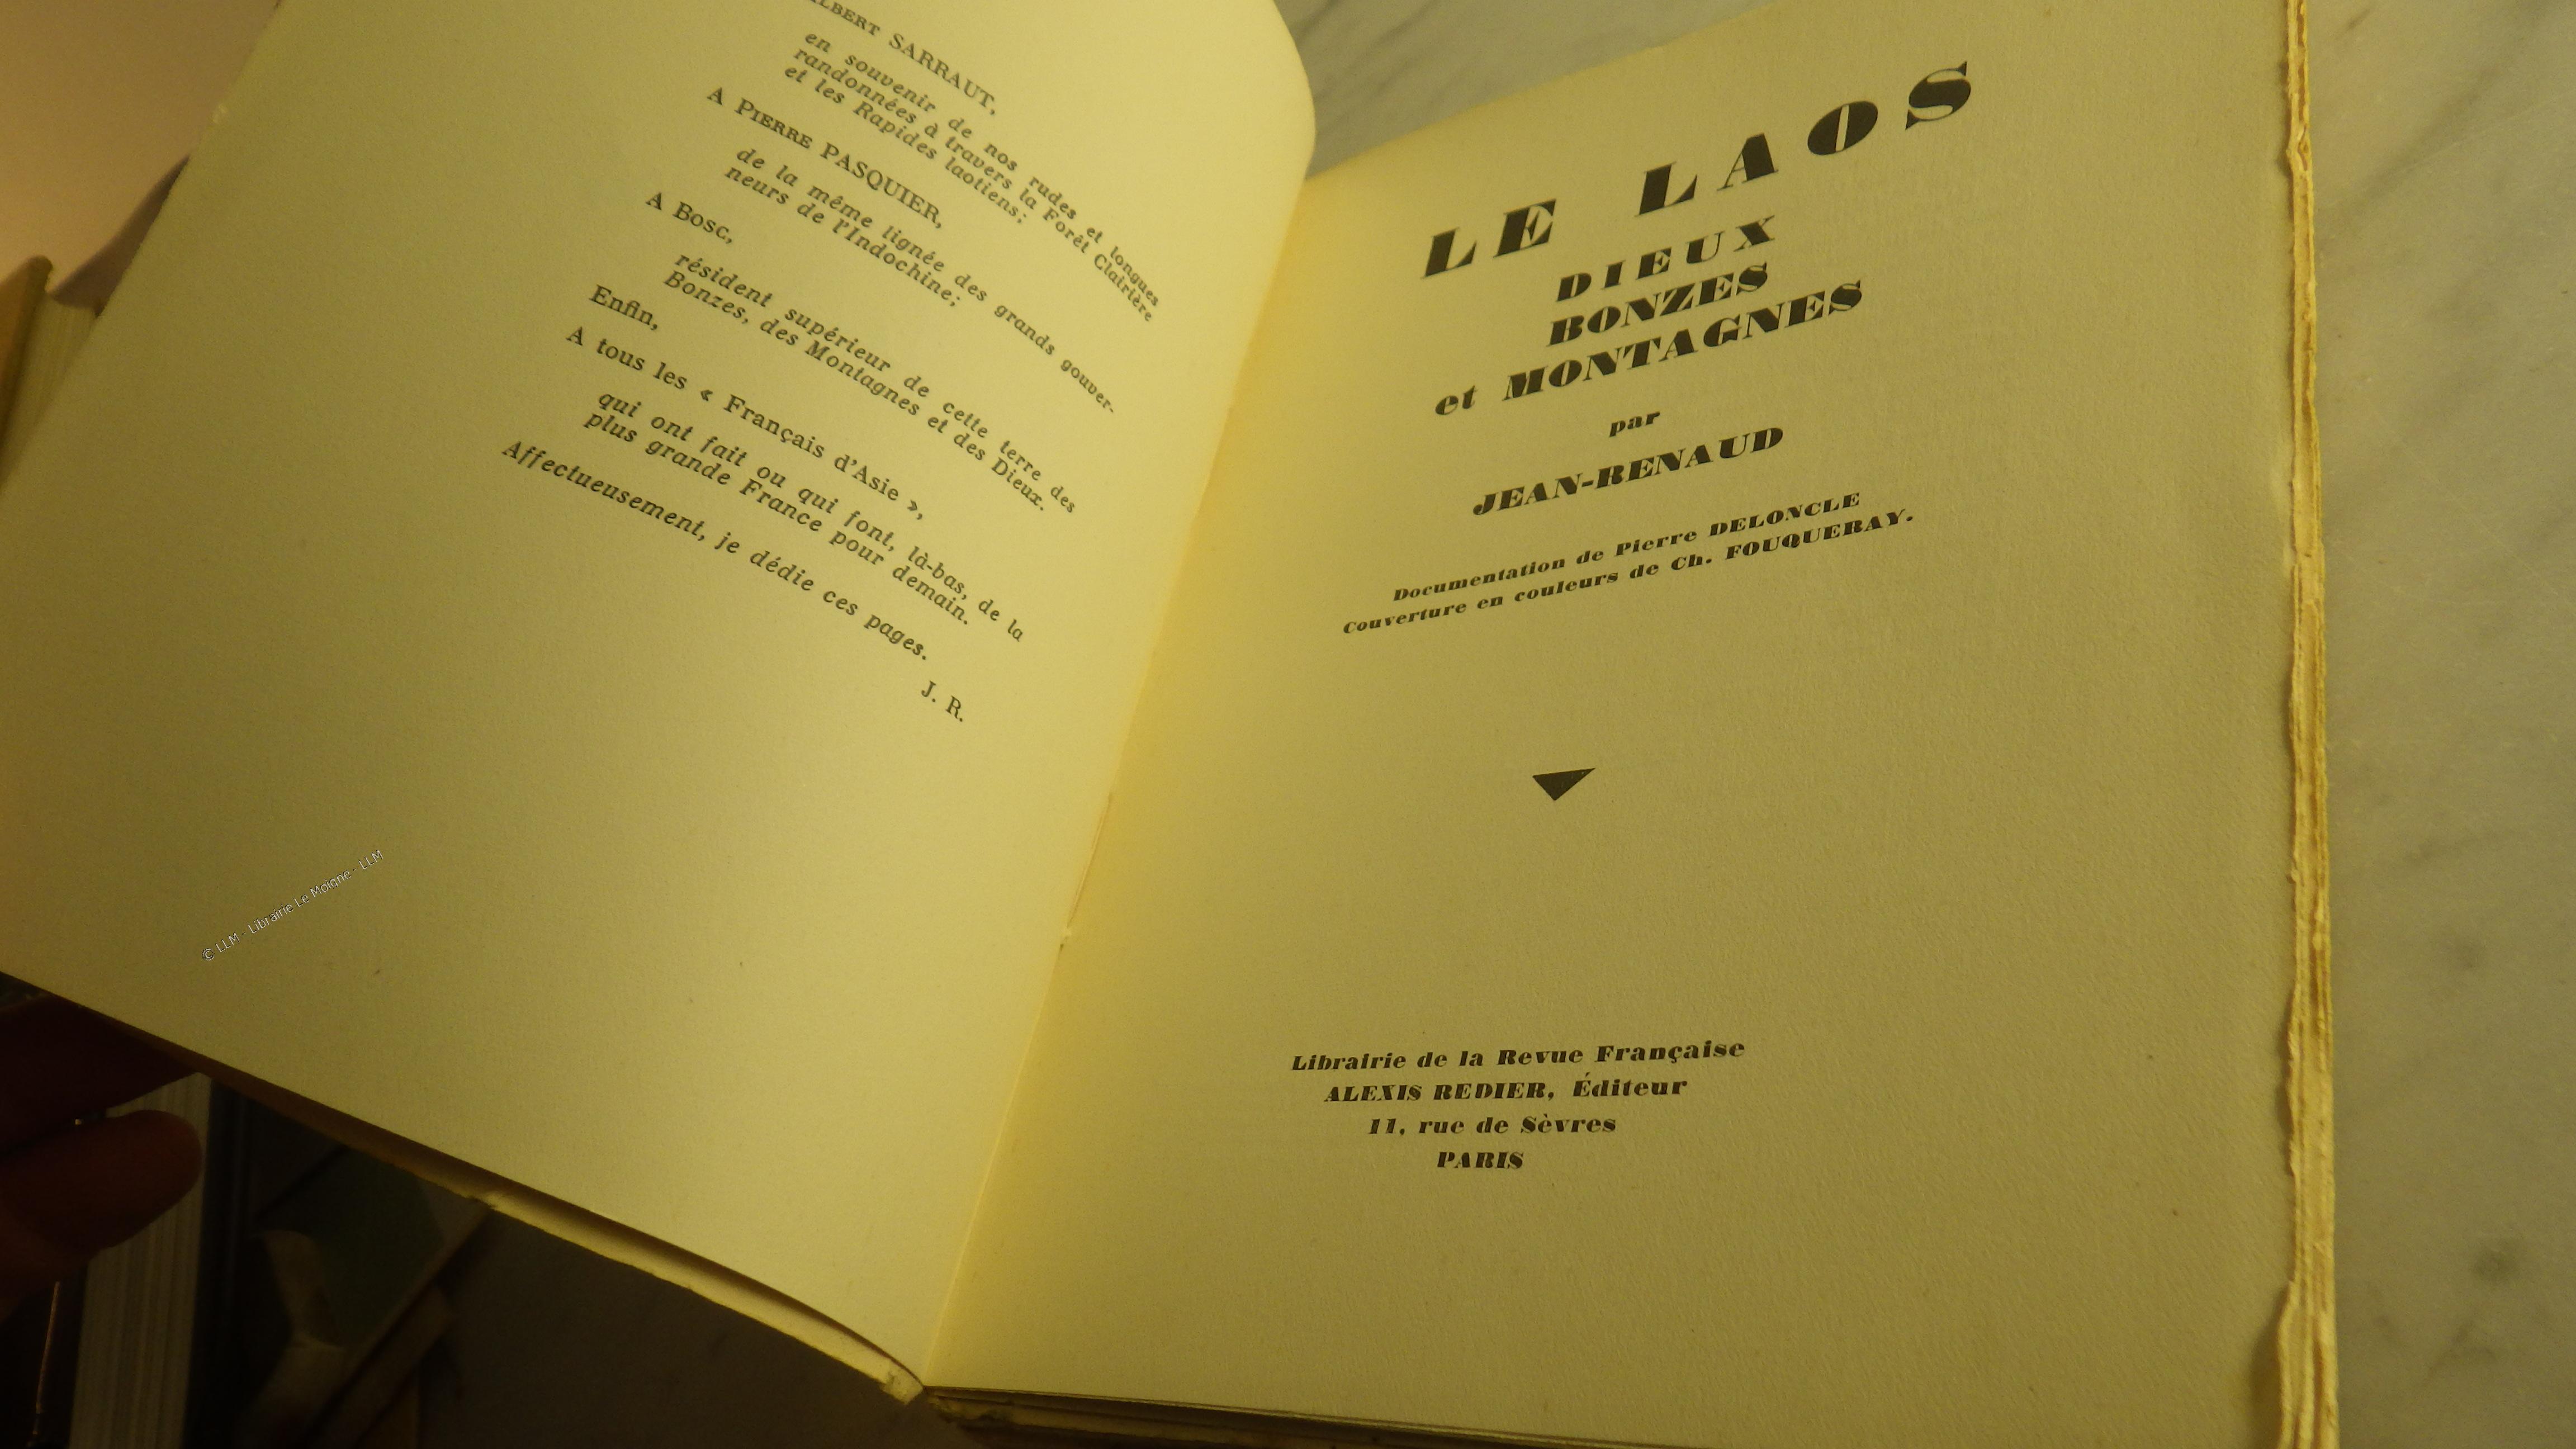 ALBERT SARRAUT,
en souvenir de nos rudes et longues
randonnées à travers la Forêt Clairière
et les Rapides laotiens;
A PIERRE PASQUIER,
de la même lignée des grands gouver-
neurs de l'Indochine;
A BOSC,
résident supérieur de cette terre des
Bonzes, des Montagnes et des Dieux.
Enfin,
A tous les « Français d'Asie »,
qui ont fait ou qui font, là-bas, de la
plus grande France pour demain.
Affectueusement, je dédie ces pages.
J. R.
© LLM - Librairie Le Moigne - LLM
LE LAOS
DIEUX
BONZES
et MONTAGNES
par
JEAN-RENAUD
Documentation de Pierre DELONCLE
Couverture en couleurs de Ch. FOUQUERAY.
Librairie de la Revue Française
ALEXIS REDIER, Éditeur
11, rue de Sèvres
PARIS